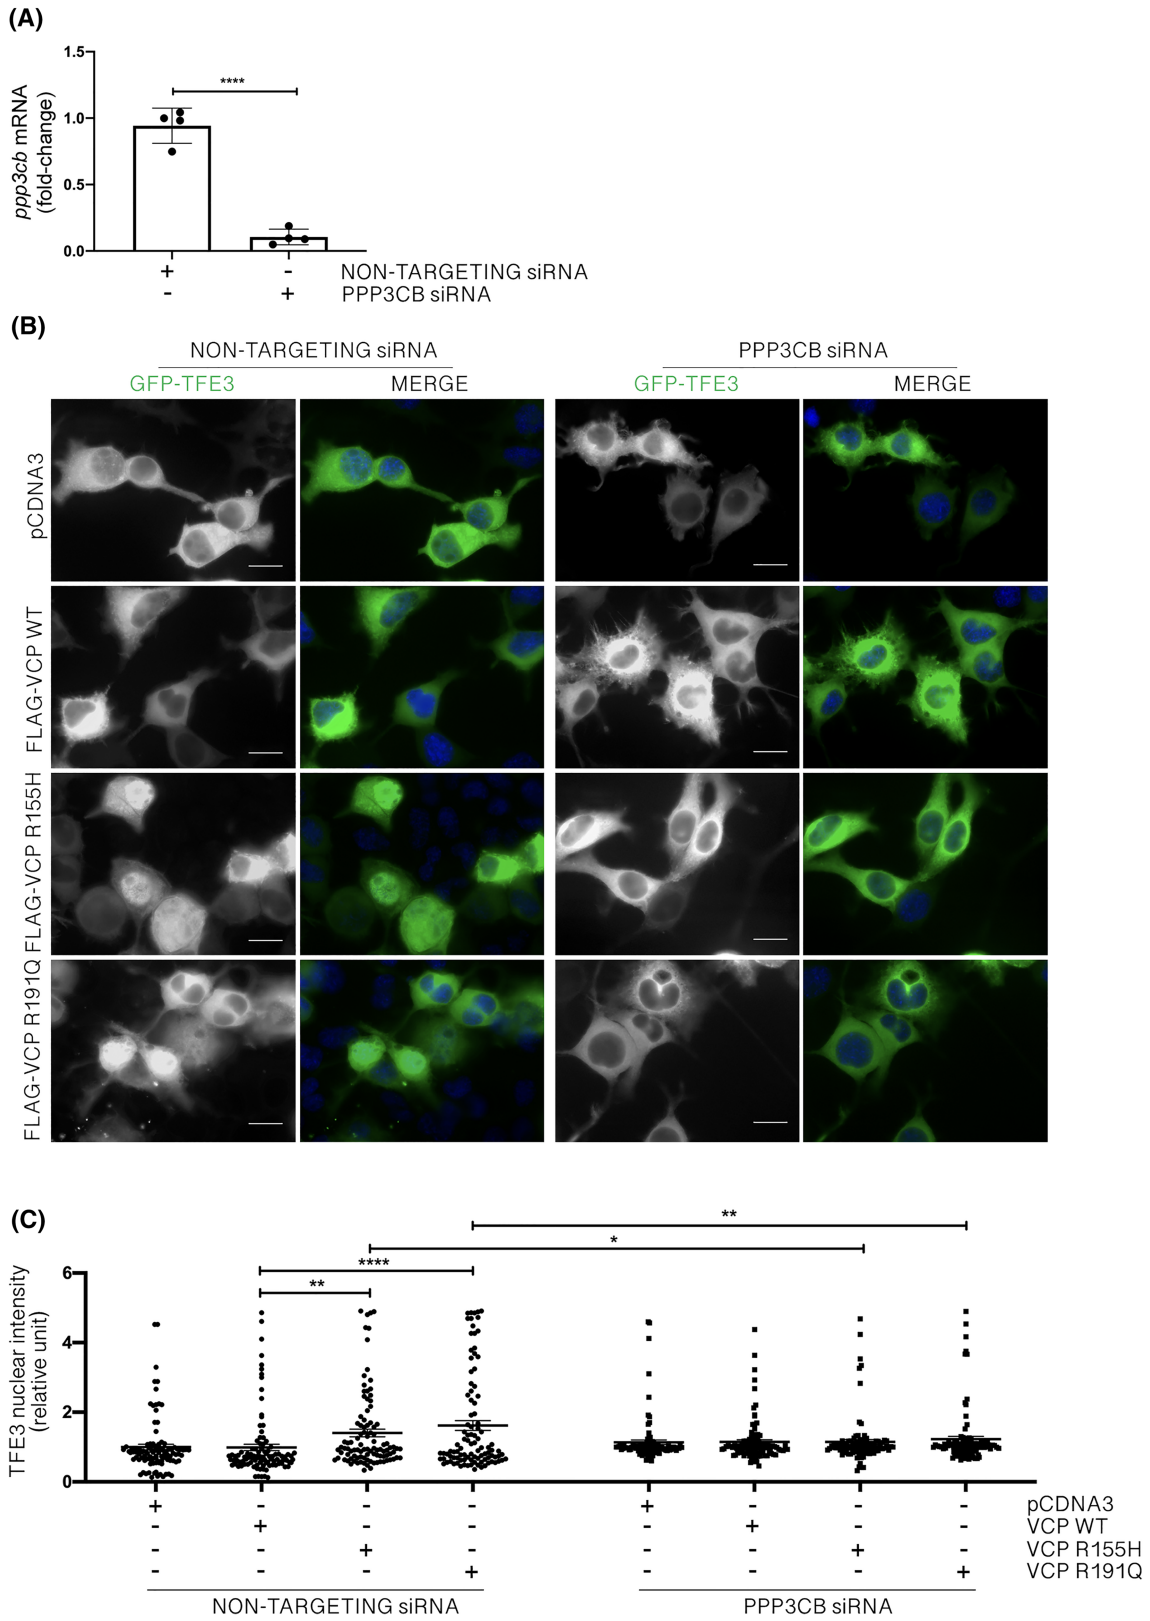 (A)
1.5
****
1.0
0.5
0.0
ppp3cb mRNA
(fold-change)
+ - NON-TARGETING siRNA
- + PPP3CB siRNA
(B)
NON-TARGETING siRNA PPP3CB siRNA
GFP-TFE3 MERGE GFP-TFE3 MERGE
pCDNA3
FLAG-VCP WT
FLAG-VCP R155H
FLAG-VCP R191Q
(C)
**
*
****
**
6
4
2
0
TFE3 nuclear intensity
(relative unit)
+ - - - + - - - pCDNA3
- + - - - + - - VCP WT
- - + - - - + - VCP R155H
- - - + - - - + VCP R191Q
NON-TARGETING siRNA PPP3CB siRNA